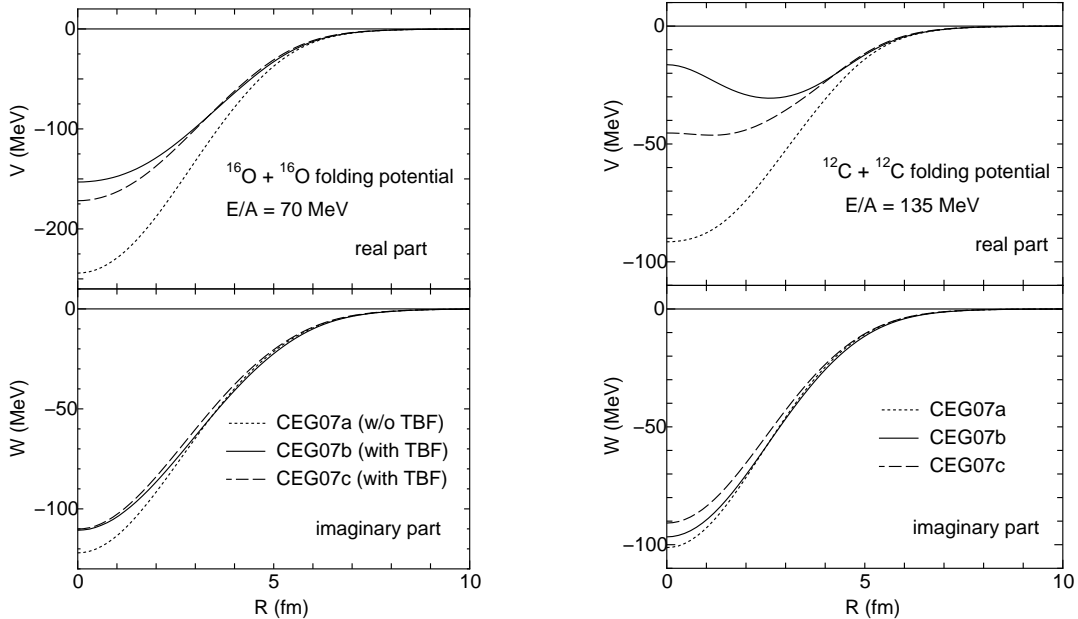 0
−100
−200
V (MeV)
¹⁶O + ¹⁶O folding potential
E/A = 70 MeV
real part
0
−50
−100
W (MeV)
CEG07a (w/o TBF)
CEG07b (with TBF)
CEG07c (with TBF)
imaginary part
0
5
10
R (fm)
0
−50
−100
V (MeV)
¹²C + ¹²C folding potential
E/A = 135 MeV
real part
0
−50
−100
W (MeV)
CEG07a
CEG07b
CEG07c
imaginary part
0
5
10
R (fm)